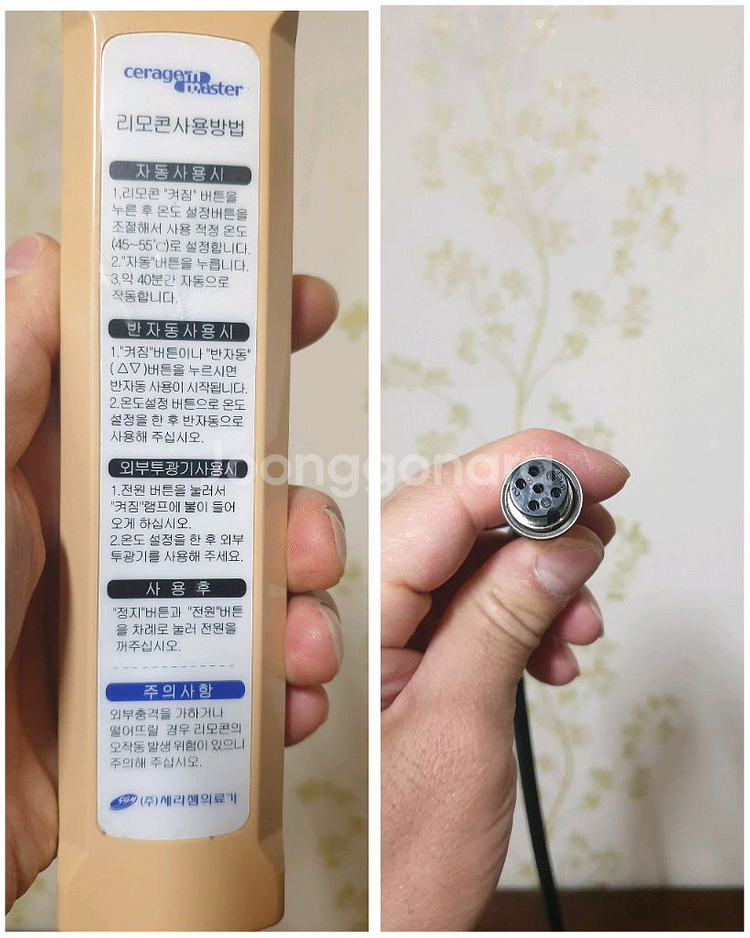 ceragem master
리모콘사용방법
자동사용시
1.리모콘 "켜짐" 버튼을
누른 후 온도 설정버튼을
조절해서 사용 적정 온도
(45~55℃)로 설정합니다.
2."자동"버튼을 누릅니다.
3.약 40분간 자동으로
작동합니다.
반자동사용시
1."켜짐"버튼이나 "반자동"
(△▽)버튼을 누르시면
반자동 사용이 시작됩니다.
2.온도설정 버튼으로 온도
설정을 한 후 반자동으로
사용해 주십시오.
외부투광기사용시
1.전원 버튼을 눌러서
"켜짐"램프에 불이 들어
오게 하십시오.
2.온도 설정을 한 후 외부
투광기를 사용해 주세요.
사용후
"정지"버튼과 "전원"버튼
을 차례로 눌러 전원을
꺼주십시오.
주의사항
외부충격을 가하거나
떨어뜨릴 경우 리모콘의
오작동 발생 위험이 있으니
주의해 주십시오.
(주)세라젬의료기
joonggonara